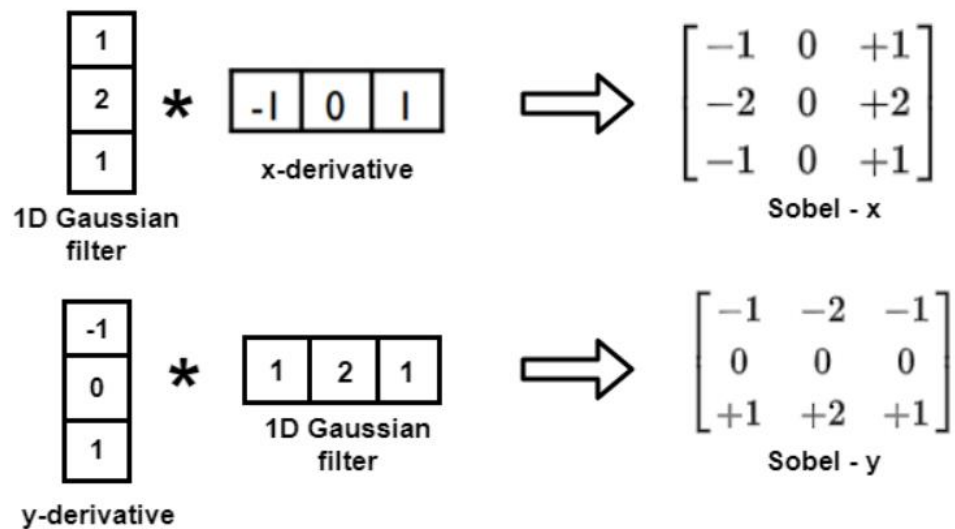 1
2
1
*
-1 0 1
x-derivative
1D Gaussian
filter
−1 0 +1
−2 0 +2
−1 0 +1
Sobel - x
-1
0
1
y-derivative
*
1 2 1
1D Gaussian
filter
−1 −2 −1
0 0 0
+1 +2 +1
Sobel - y